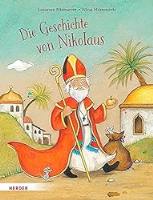 Die Geschichte
von Nikolaus
HERDER